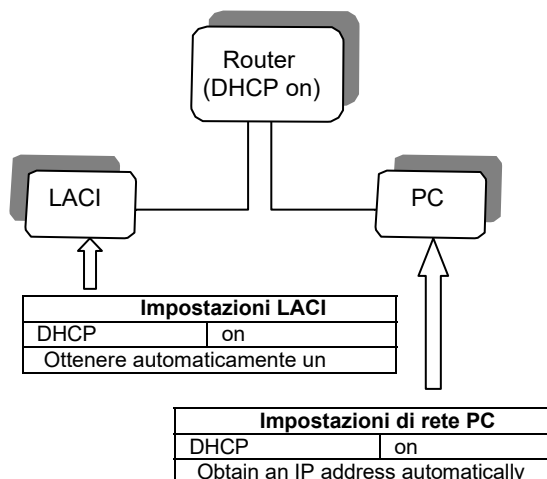 Router
(DHCP on)
LACI
PC
Impostazioni LACI
DHCP on
Ottenere automaticamente un
Impostazioni di rete PC
DHCP on
Obtain an IP address automatically